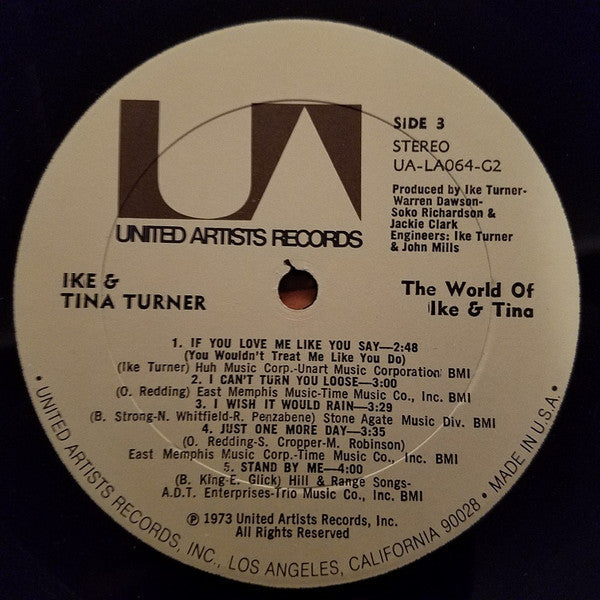 UA
UNITED ARTISTS RECORDS
SIDE 3
STEREO
UA-LA064-G2
Produced by Ike Turner-
Warren Dawson-
Soko Richardson &
Jackie Clark
Engineers: Ike Turner
& John Mills
IKE &
TINA TURNER
The World Of
Ike & Tina
1. IF YOU LOVE ME LIKE YOU SAY—2:48
(You Wouldn't Treat Me Like You Do)
(Ike Turner) Huh Music Corp.-Unart Music Corporation BMI
2. I CAN'T TURN YOU LOOSE—3:00
(O. Redding) East Memphis Music-Time Music Co., Inc. BMI
3. I WISH IT WOULD RAIN—3:29
(B. Strong-N. Whitfield-R. Penzabene) Stone Agate Music Div. BMI
4. JUST ONE MORE DAY—3:35
(O. Redding-S. Cropper-M. Robinson)
East Memphis Music Corp.-Time Music Co., Inc. BMI
5. STAND BY ME—4:00
(B. King-E. Glick) Hill & Range Songs-
A.D.T. Enterprises-Trio Music Co., Inc. BMI
℗ 1973 United Artists Records, Inc.
All Rights Reserved
• UNITED ARTISTS RECORDS, INC., LOS ANGELES, CALIFORNIA 90028 • MADE IN U.S.A. •